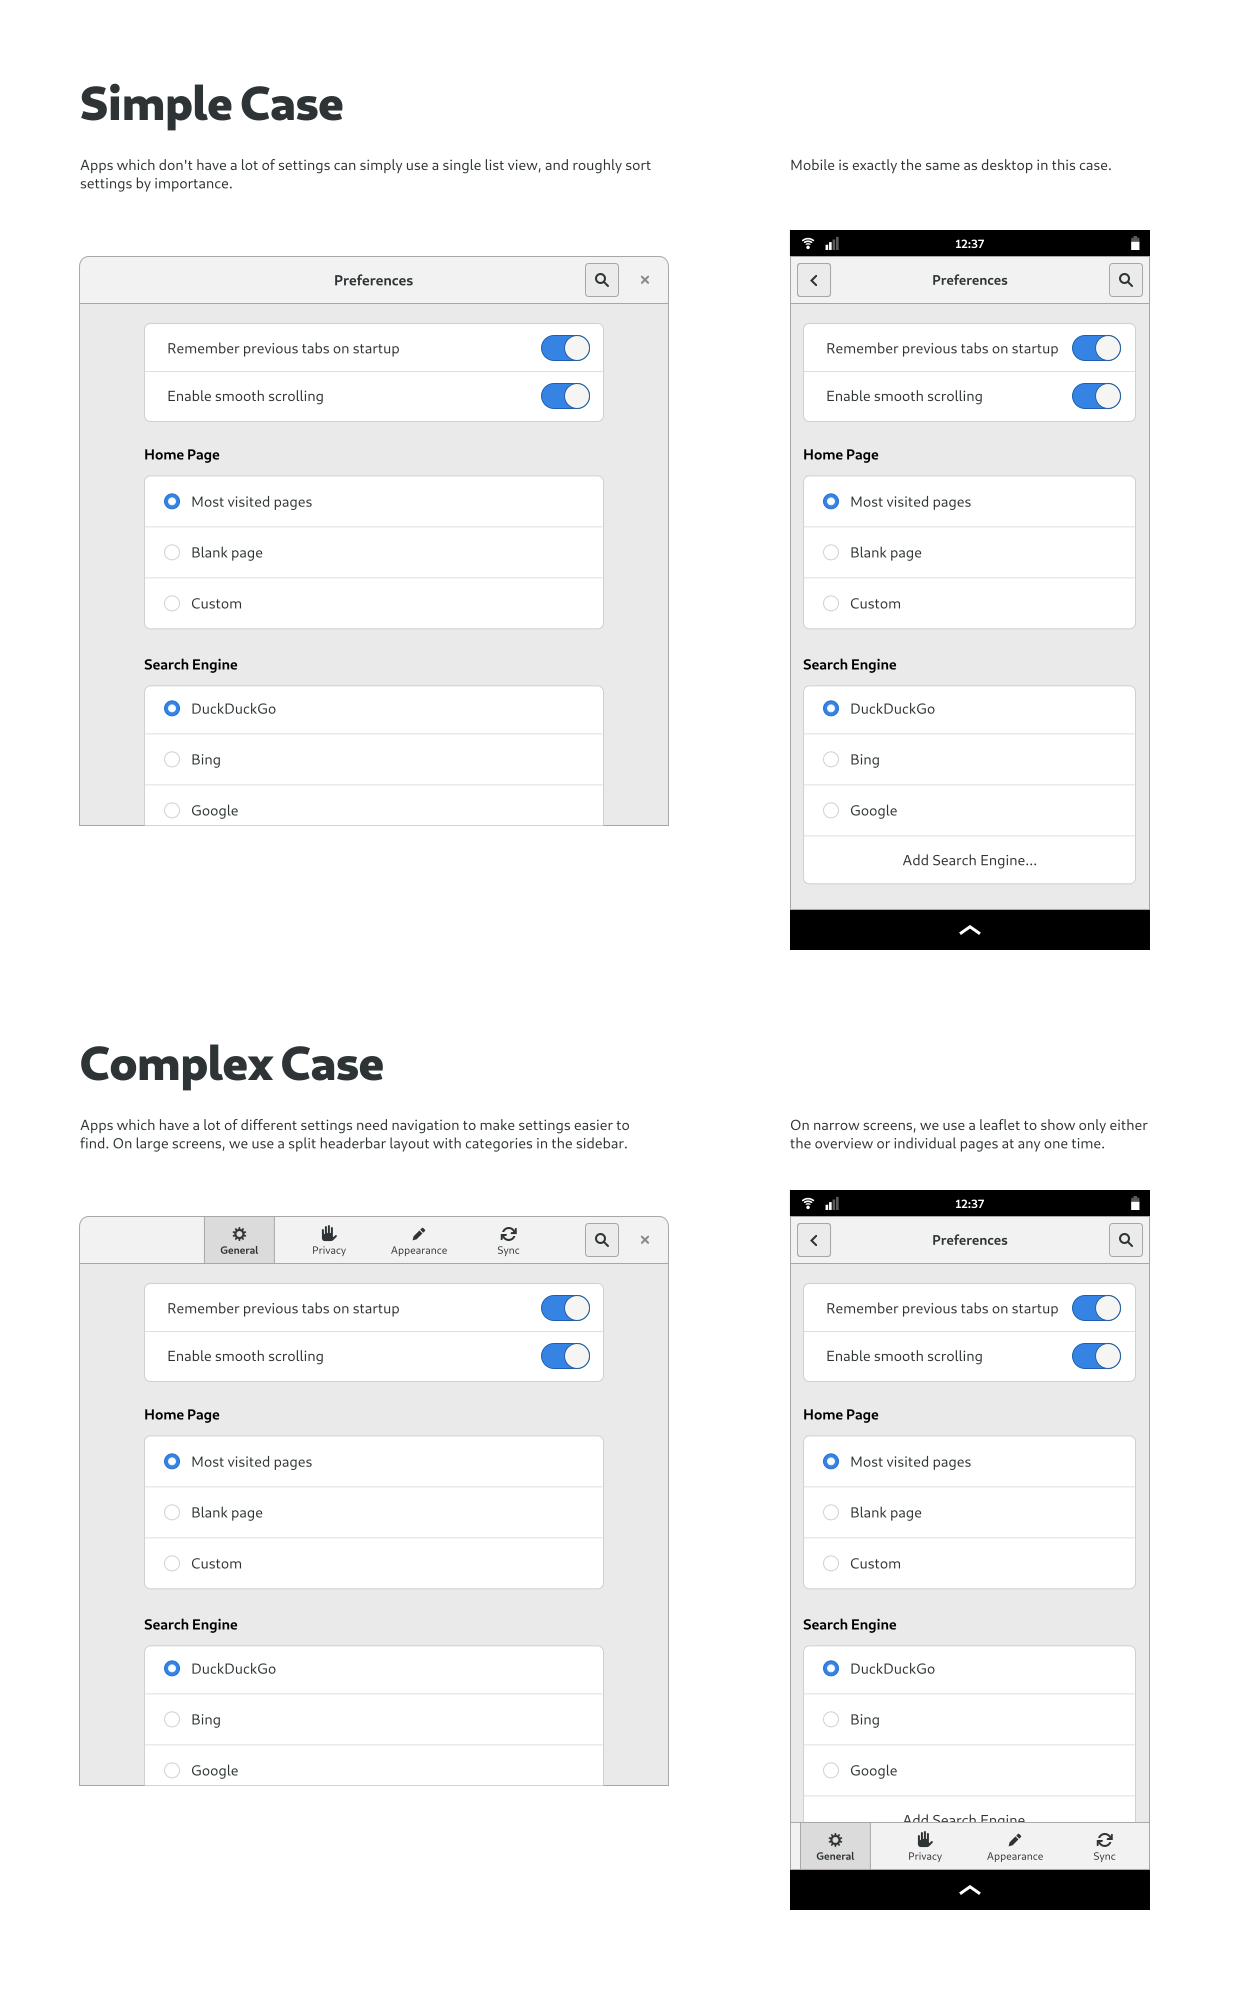 Simple Case
Apps which don't have a lot of settings can simply use a single list view, and roughly sort
settings by importance.
Mobile is exactly the same as desktop in this case.
Preferences
Remember previous tabs on startup
Enable smooth scrolling
Home Page
Most visited pages
Blank page
Custom
Search Engine
DuckDuckGo
Bing
Google
12:37
Preferences
Remember previous tabs on startup
Enable smooth scrolling
Home Page
Most visited pages
Blank page
Custom
Search Engine
DuckDuckGo
Bing
Google
Add Search Engine...
Complex Case
Apps which have a lot of different settings need navigation to make settings easier to
find. On large screens, we use a split headerbar layout with categories in the sidebar.
On narrow screens, we use a leaflet to show only either
the overview or individual pages at any one time.
General Privacy Appearance Sync
Remember previous tabs on startup
Enable smooth scrolling
Home Page
Most visited pages
Blank page
Custom
Search Engine
DuckDuckGo
Bing
Google
12:37
Preferences
Remember previous tabs on startup
Enable smooth scrolling
Home Page
Most visited pages
Blank page
Custom
Search Engine
DuckDuckGo
Bing
Google
Add Search Engine
General Privacy Appearance Sync